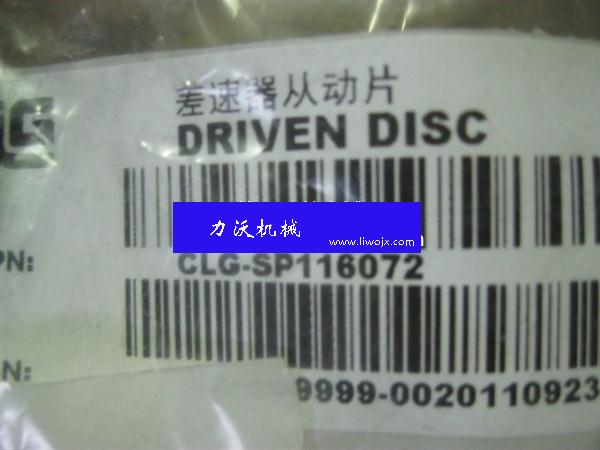 差速器从动片
DRIVEN DISC
力沃机械
www.liwojx.com
PN:
CLG-SP116072
9999-0020110923